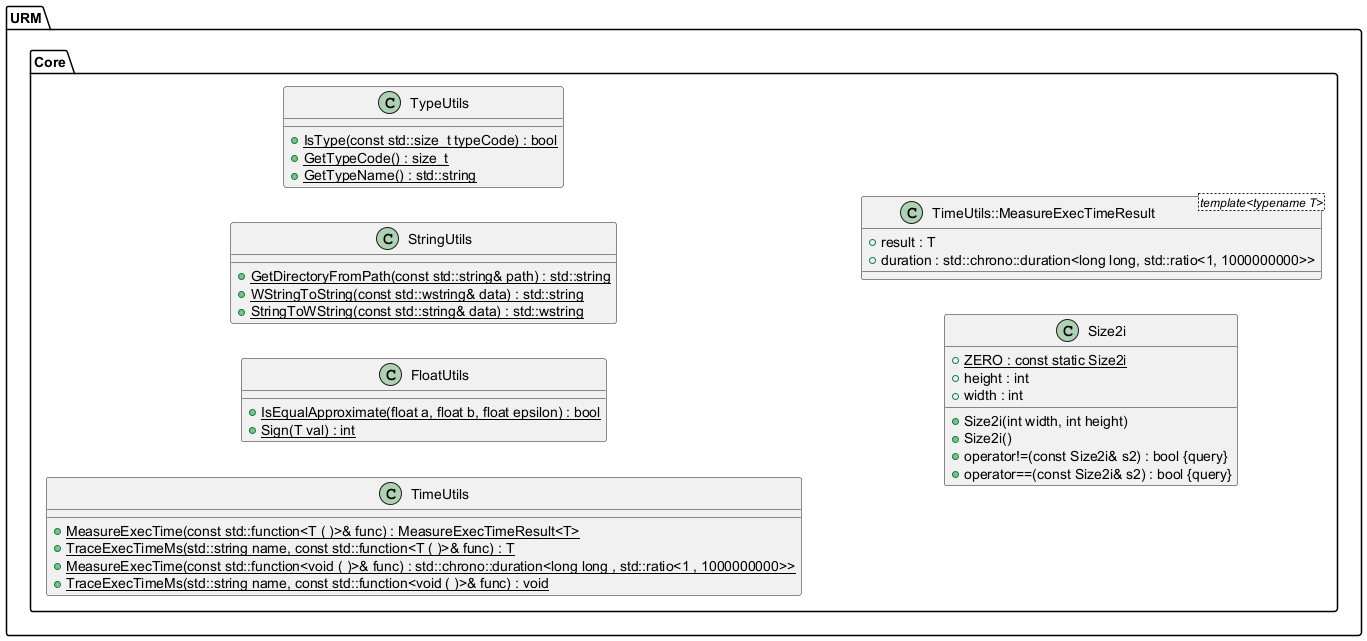 URM
Core
C TypeUtils
IsType(const std::size_t typeCode) : bool
GetTypeCode() : size_t
GetTypeName() : std::string
C StringUtils
GetDirectoryFromPath(const std::string& path) : std::string
WStringToString(const std::wstring& data) : std::string
StringToWString(const std::string& data) : std::wstring
C FloatUtils
IsEqualApproximate(float a, float b, float epsilon) : bool
Sign(T val) : int
C TimeUtils
MeasureExecTime(const std::function<T ( )>& func) : MeasureExecTimeResult<T>
TraceExecTimeMs(std::string name, const std::function<T ( )>& func) : T
MeasureExecTime(const std::function<void ( )>& func) : std::chrono::duration<long long , std::ratio<1 , 1000000000>>
TraceExecTimeMs(std::string name, const std::function<void ( )>& func) : void
template<typename T>
C TimeUtils::MeasureExecTimeResult
result : T
duration : std::chrono::duration<long long, std::ratio<1, 1000000000>>
C Size2i
ZERO : const static Size2i
height : int
width : int
Size2i(int width, int height)
Size2i()
operator!=(const Size2i& s2) : bool {query}
operator==(const Size2i& s2) : bool {query}